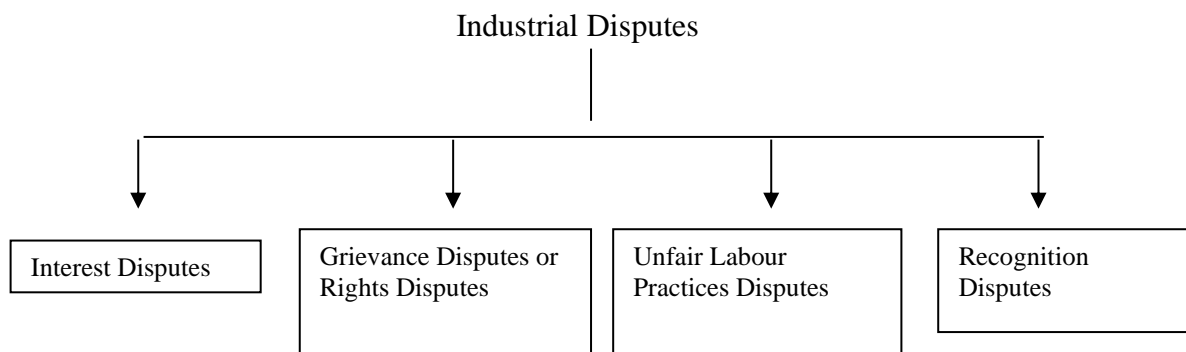 Industrial Disputes
Interest Disputes
Grievance Disputes or
Rights Disputes
Unfair Labour
Practices Disputes
Recognition
Disputes